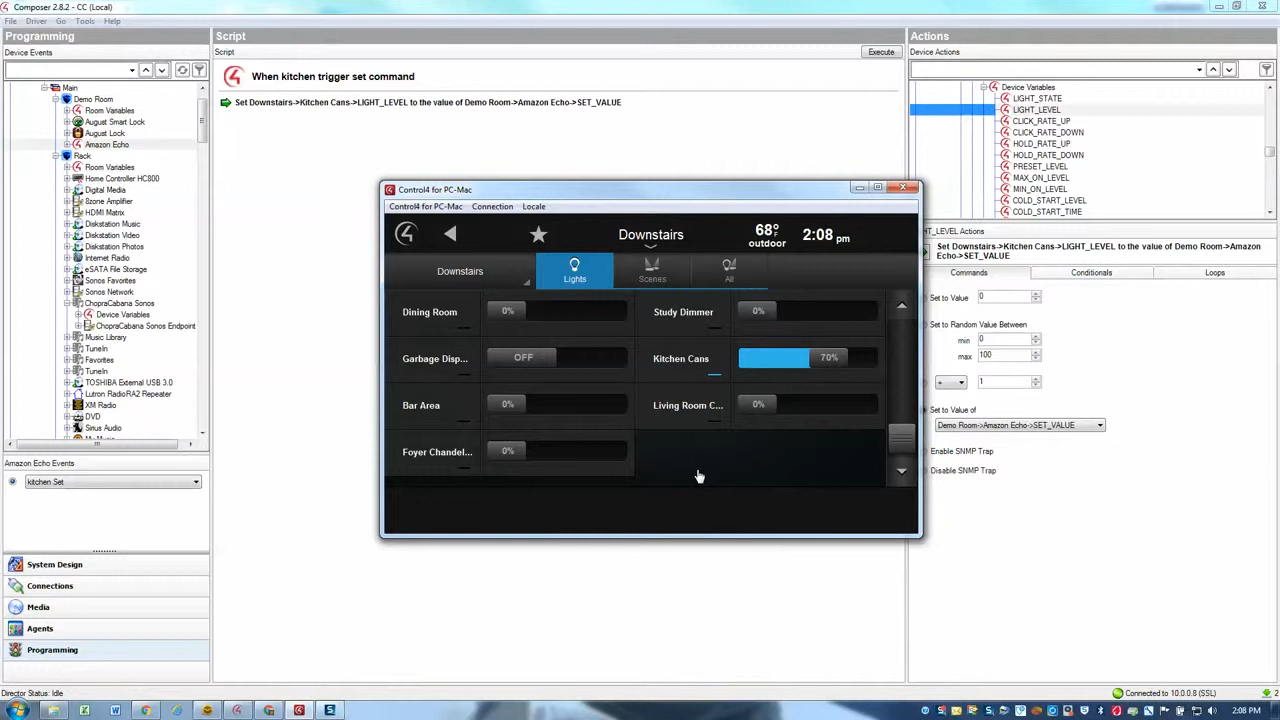 Composer 2.8.2 - CC (Local)
File Driver Go Tools Help
Programming
Device Events
Main
Demo Room
Room Variables
August Smart Lock
August Lock
Amazon Echo
Rack
Room Variables
Home Controller HC800
Digital Media
8zone Amplifier
HDMI Matrix
Diskstation Music
Diskstation Video
Diskstation Photos
Internet Radio
eSATA File Storage
Sonos Favorites
Sonos Network
ChopraCabana Sonos
Device Variables
ChopraCabana Sonos Endpoint
Music Library
TuneIn
Favorites
TuneIn
TOSHIBA External USB 3.0
Lutron RadioRA2 Repeater
XM Radio
DVD
Sirius Audio
Amazon Echo Events
kitchen Set
System Design
Connections
Media
Agents
Programming
Director Status: Idle
Script
Script
Execute
When kitchen trigger set command
Set Downstairs->Kitchen Cans->LIGHT_LEVEL to the value of Demo Room->Amazon Echo->SET_VALUE
Control4 for PC-Mac
Control4 for PC-Mac Connection Locale
Downstairs
68° outdoor
2:08 pm
Downstairs
Lights
Scenes
All
Dining Room 0%
Study Dimmer 0%
Garbage Disp... OFF
Kitchen Cans 70%
Bar Area 0%
Living Room C... 0%
Foyer Chandel... 0%
Actions
Device Actions
Device Variables
LIGHT_STATE
LIGHT_LEVEL
CLICK_RATE_UP
CLICK_RATE_DOWN
HOLD_RATE_UP
HOLD_RATE_DOWN
PRESET_LEVEL
MAX_ON_LEVEL
MIN_ON_LEVEL
COLD_START_LEVEL
COLD_START_TIME
HT_LEVEL Actions
Set Downstairs->Kitchen Cans->LIGHT_LEVEL to the value of Demo Room->Amazon
Echo->SET_VALUE
Commands Conditionals Loops
Set to Value 0
Set to Random Value Between
min 0
max 100
+ 1
Set to Value of
Demo Room->Amazon Echo->SET_VALUE
Enable SNMP Trap
Disable SNMP Trap
Connected to 10.0.0.8 (SSL)
2
2:08 PM